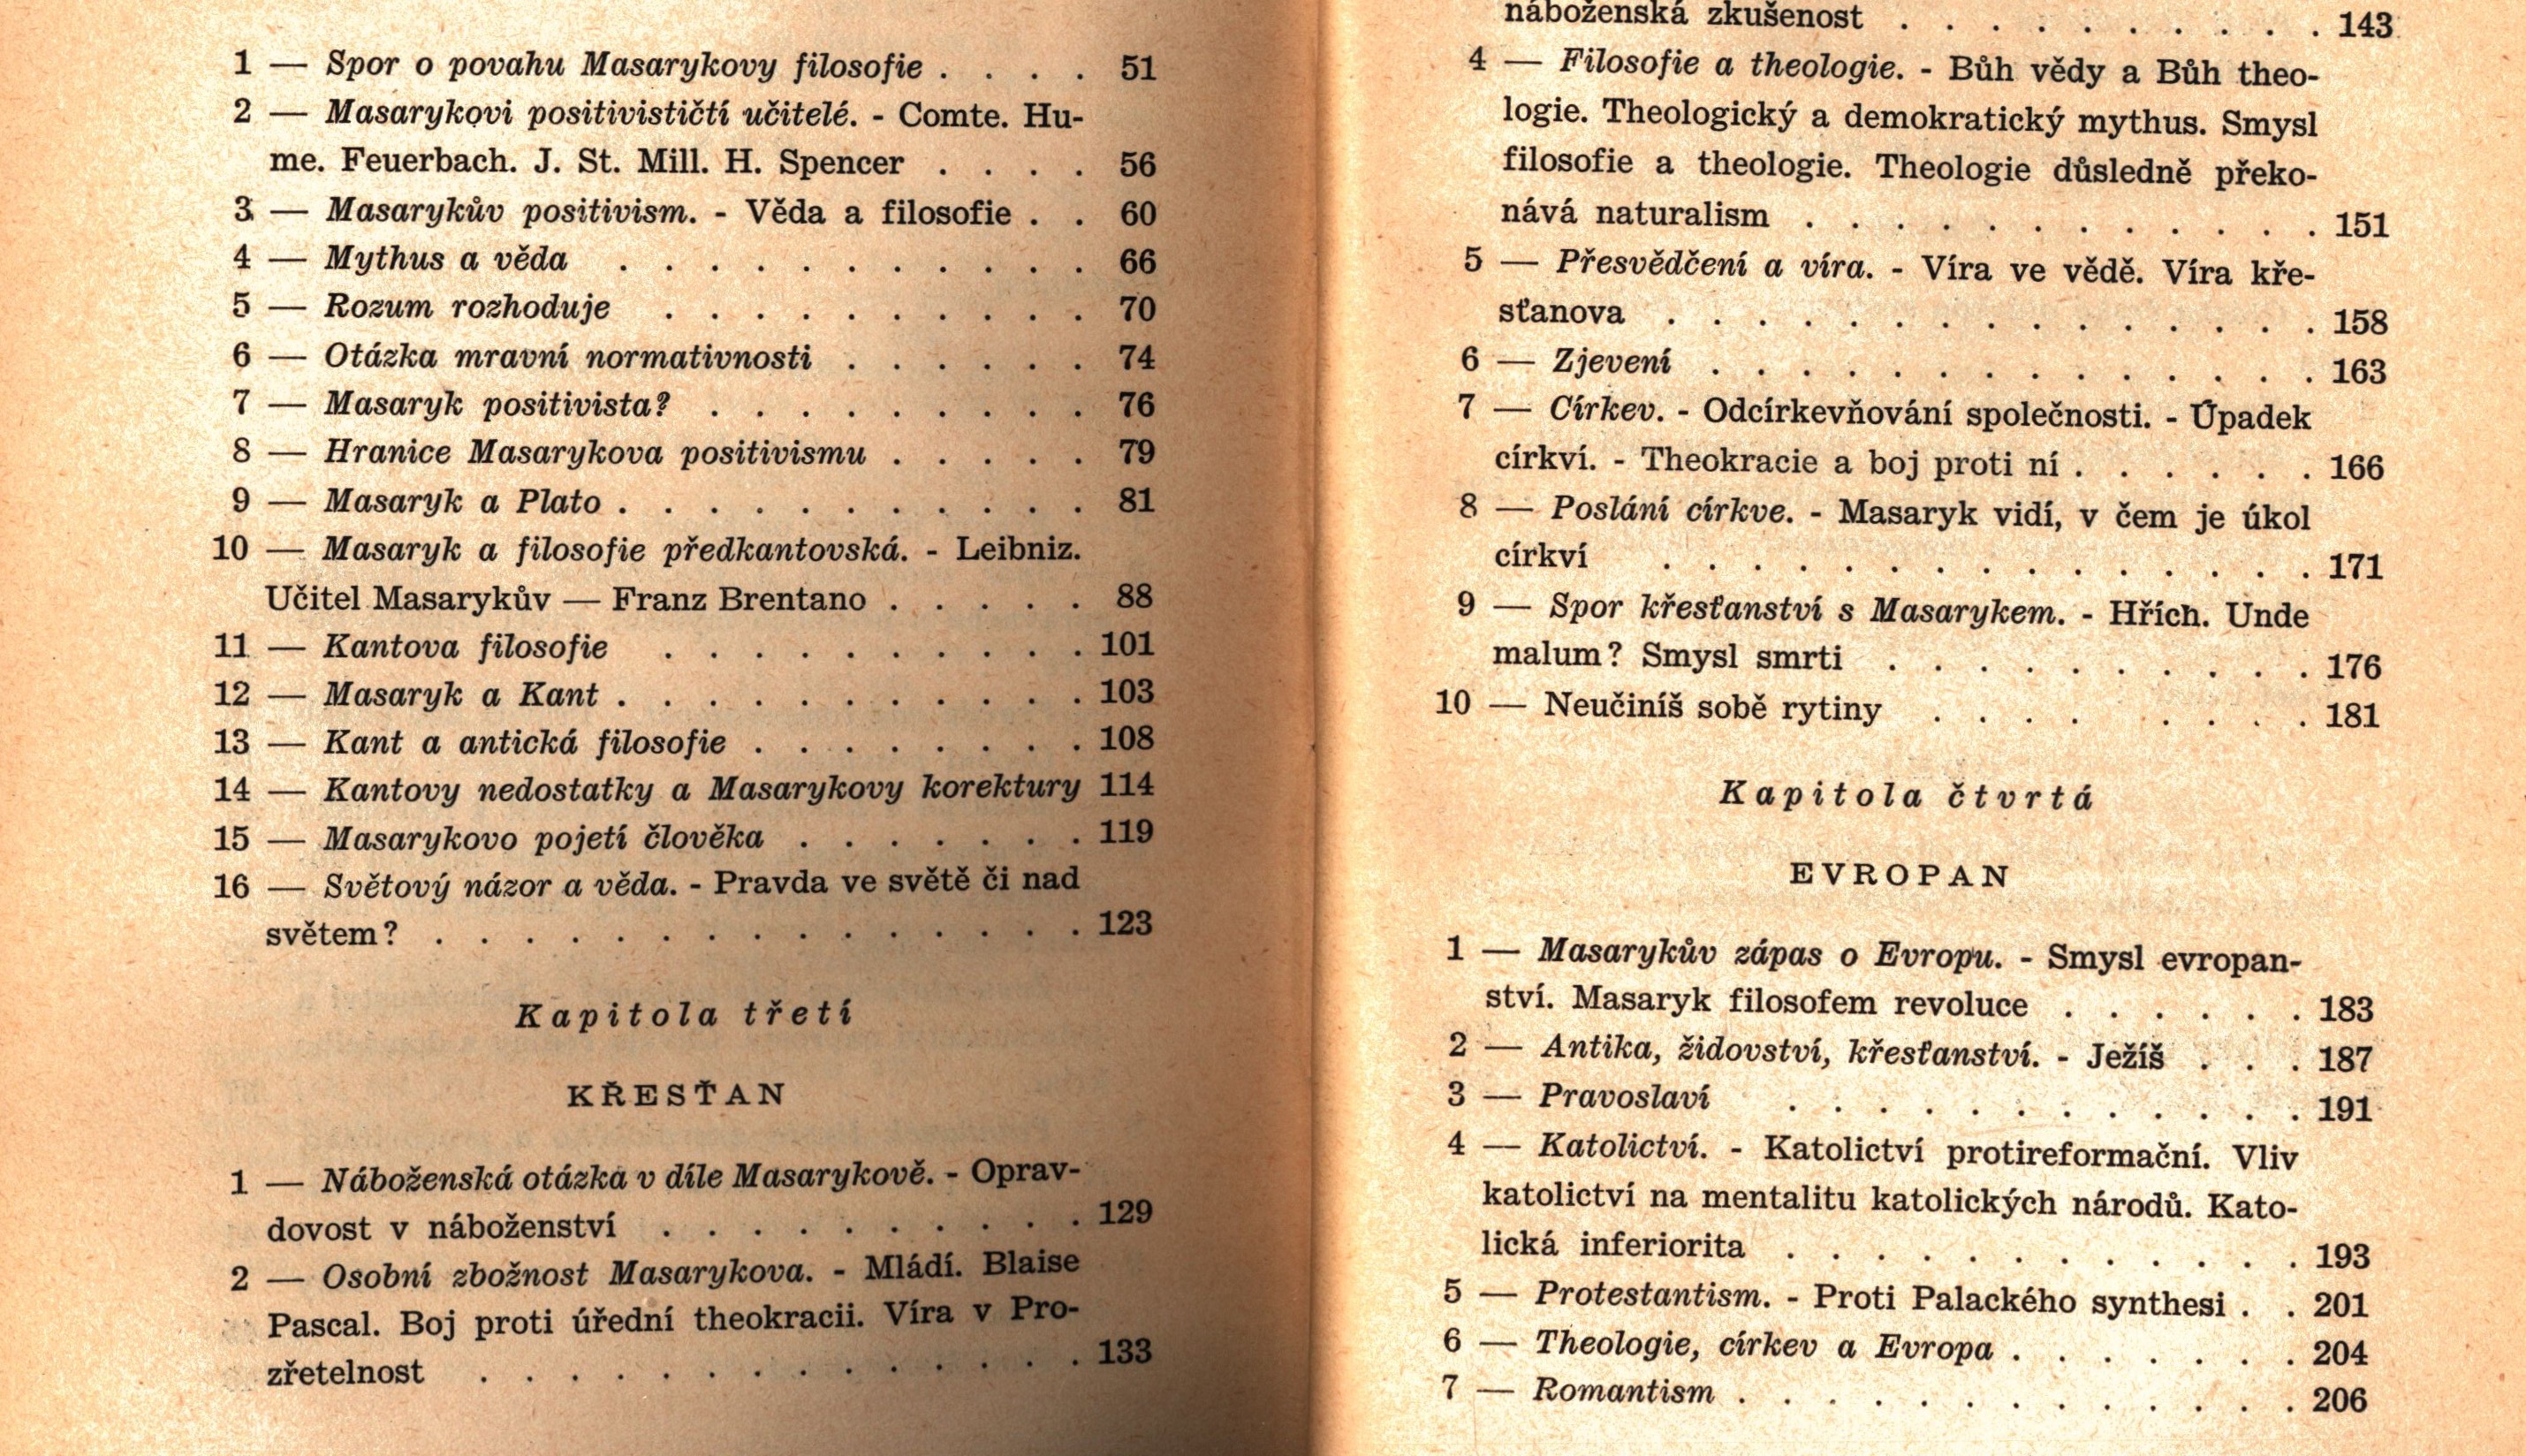 1 — Spor o povahu Masarykovy filosofie . . . . 51
2 — Masarykovi positivističtí učitelé. - Comte. Hu-
me. Feuerbach. J. St. Mill. H. Spencer . . . . 56
3 — Masarykův positivism. - Věda a filosofie . . 60
4 — Mythus a věda . . . . . . . . . . . 66
5 — Rozum rozhoduje . . . . . . . . . . 70
6 — Otázka mravní normativnosti . . . . . . 74
7 — Masaryk positivista? . . . . . . . . . 76
8 — Hranice Masarykova positivismu . . . . . 79
9 — Masaryk a Plato . . . . . . . . . . . 81
10 — Masaryk a filosofie předkantovská. - Leibniz.
Učitel Masarykův — Franz Brentano . . . . . 88
11 — Kantova filosofie . . . . . . . . . . 101
12 — Masaryk a Kant . . . . . . . . . . . 103
13 — Kant a antická filosofie . . . . . . . . 108
14 — Kantovy nedostatky a Masarykovy korektury 114
15 — Masarykovo pojetí člověka . . . . . . . 119
16 — Světový názor a věda. - Pravda ve světě či nad
světem? . . . . . . . . . . . . . . . 123
Kapitola třetí
KŘESŤAN
1 — Náboženská otázka v díle Masarykově. - Oprav-
dovost v náboženství . . . . . . . . . . 129
2 — Osobní zbožnost Masarykova. - Mládí. Blaise
Pascal. Boj proti úřední theokracii. Víra v Pro-
zřetelnost . . . . . . . . . . . . . . 133
náboženská zkušenost . . . . . . . . . . 143
4 — Filosofie a theologie. - Bůh vědy a Bůh theo-
logie. Theologický a demokratický mythus. Smysl
filosofie a theologie. Theologie důsledně překo-
nává naturalism . . . . . . . . . . . . 151
5 — Přesvědčení a víra. - Víra ve vědě. Víra kře-
sťanova . . . . . . . . . . . . . . . 158
6 — Zjevení . . . . . . . . . . . . . . 163
7 — Církev. - Odcírkevňování společnosti. - Úpadek
církví. - Theokracie a boj proti ní . . . . . . 166
8 — Poslání církve. - Masaryk vidí, v čem je úkol
církví . . . . . . . . . . . . . . . 171
9 — Spor křesťanství s Masarykem. - Hřích. Unde
malum? Smysl smrti . . . . . . . . . . 176
10 — Neučiníš sobě rytiny . . . . . . . . 181
Kapitola čtvrtá
EVROPAN
1 — Masarykův zápas o Evropu. - Smysl evropan-
ství. Masaryk filosofem revoluce . . . . . . 183
2 — Antika, židovství, křesťanství. - Ježíš . . . 187
3 — Pravoslaví . . . . . . . . . . . . 191
4 — Katolictví. - Katolictví protireformační. Vliv
katolictví na mentalitu katolických národů. Kato-
lická inferiorita . . . . . . . . . . . . 193
5 — Protestantism. - Proti Palackého synthesi . . 201
6 — Theologie, církev a Evropa . . . . . . . 204
7 — Romantism . . . . . . . . . . . . . 206